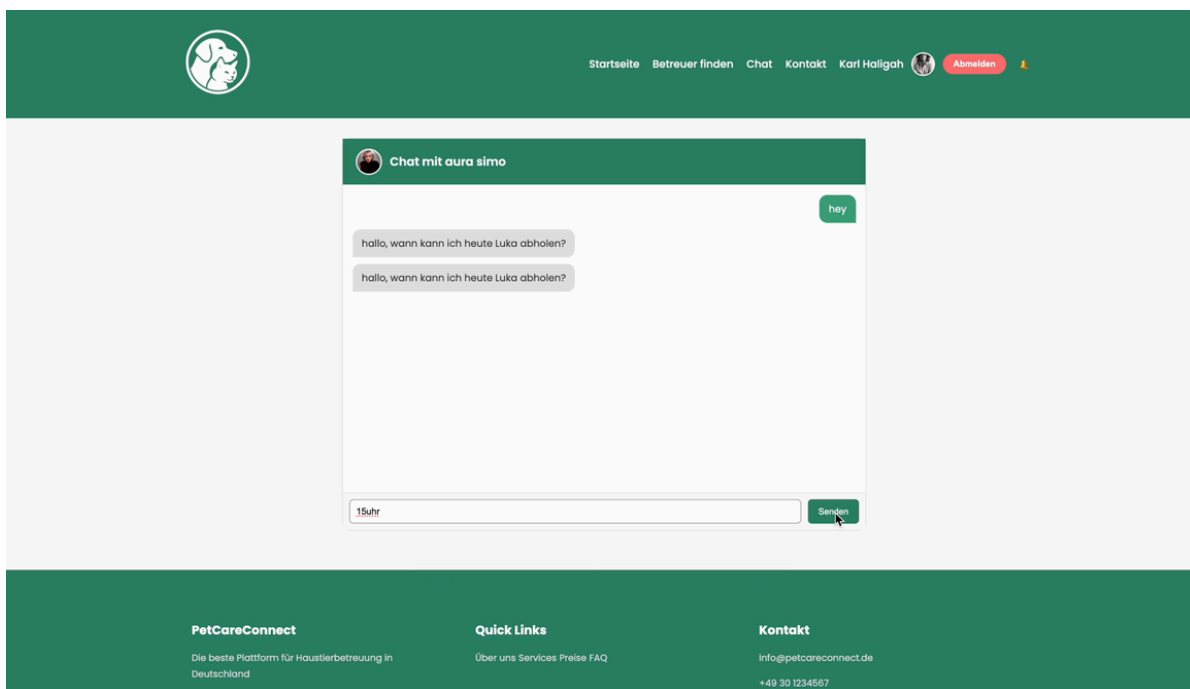 Startseite Betreuer finden Chat Kontakt Karl Haligah Abmelden
Chat mit aura simo
hey
hallo, wann kann ich heute Luka abholen?
hallo, wann kann ich heute Luka abholen?
15uhr Senden
PetCareConnect
Die beste Plattform für Haustierbetreuung in
Deutschland
Quick Links
Über uns Services Preise FAQ
Kontakt
info@petcareconnect.de
+49 30 1234567